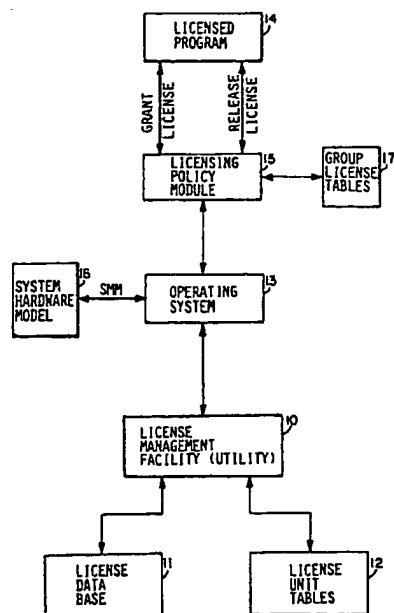 LICENSED
PROGRAM
14
GRANT
LICENSE
RELEASE
LICENSE
LICENSING
POLICY
MODULE
15
GROUP
LICENSE
TABLES
17
SYSTEM
HARDWARE
MODEL
16
SMM
OPERATING
SYSTEM
13
LICENSE
MANAGEMENT
FACILITY (UTILITY)
10
LICENSE
DATA
BASE
11
LICENSE
UNIT
TABLES
12